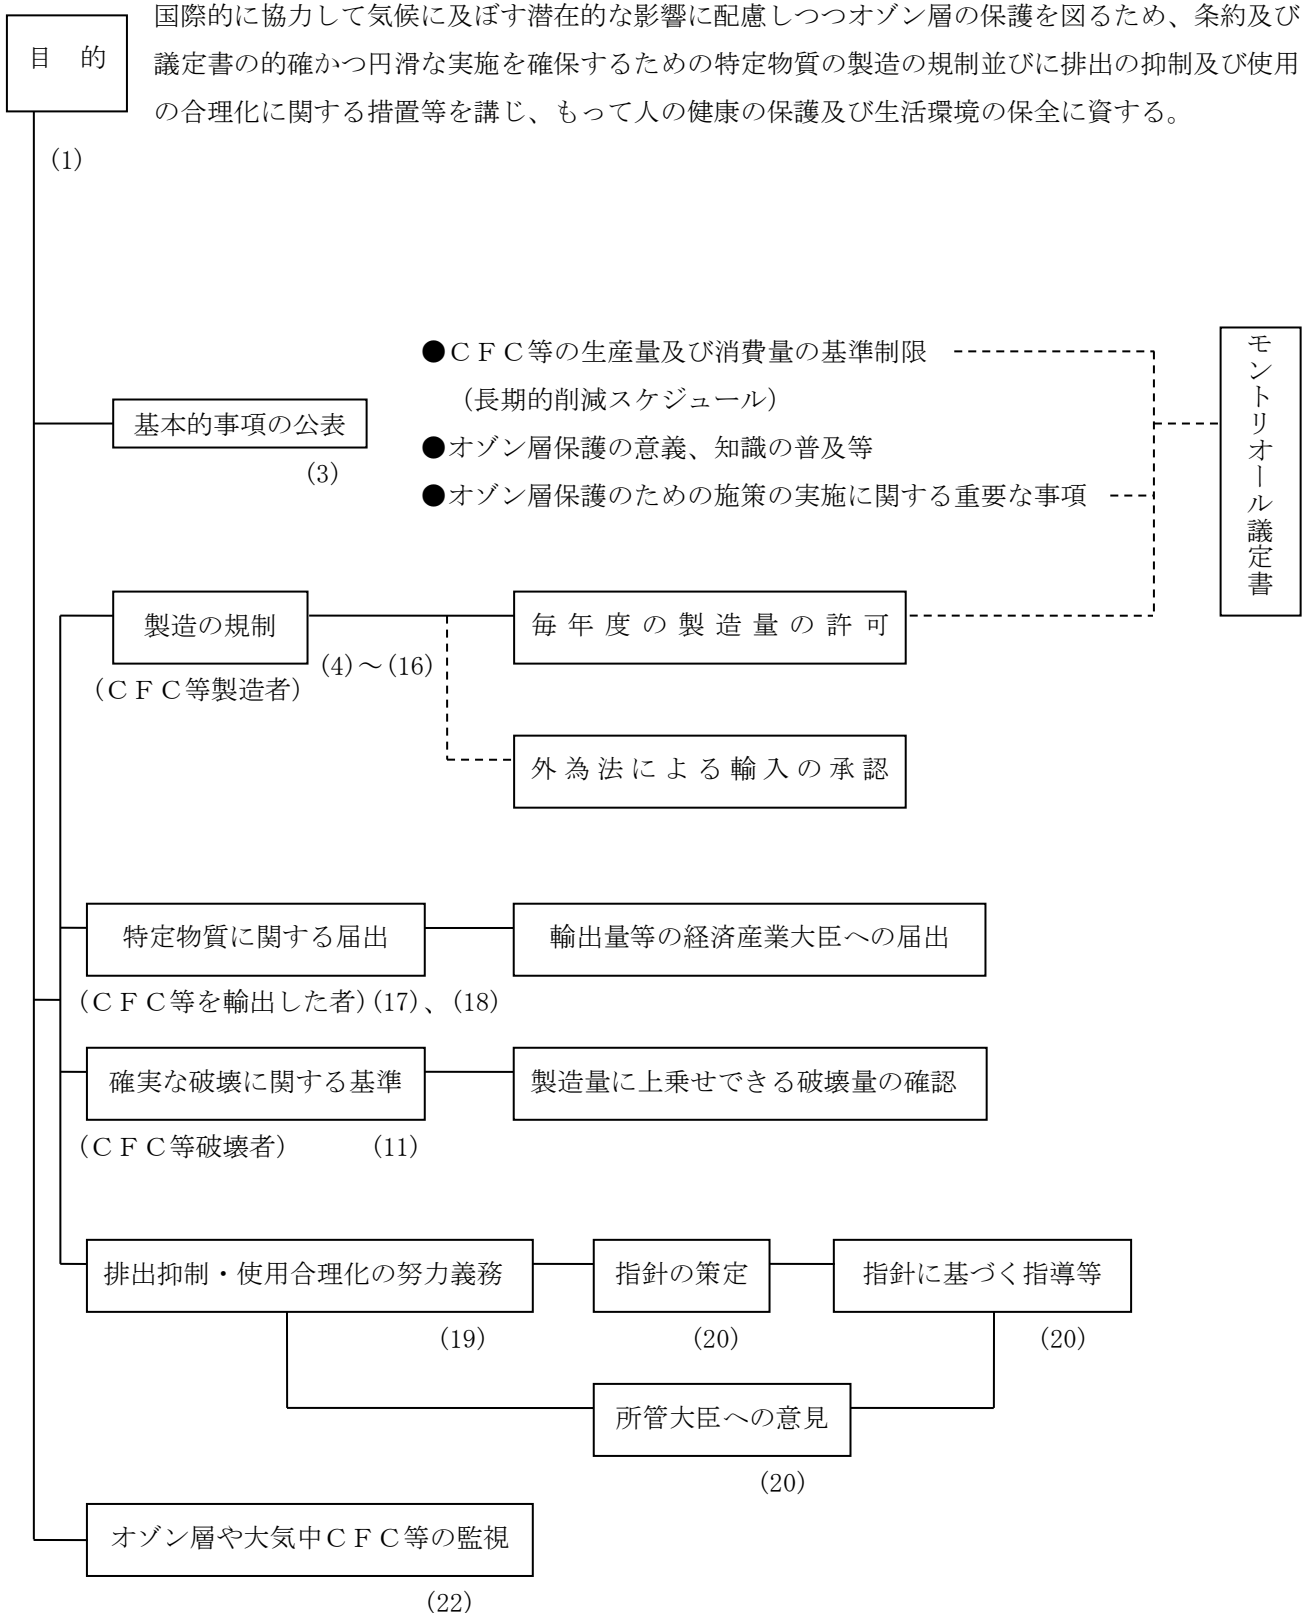 国際的に協力して気候に及ぼす潜在的な影響に配慮しつつオゾン層の保護を図るため、条約及び
目　的
議定書の的確かつ円滑な実施を確保するための特定物質の製造の規制並びに排出の抑制及び使用
の合理化に関する措置等を講じ、もって人の健康の保護及び生活環境の保全に資する。
(1)
●ＣＦＣ等の生産量及び消費量の基準制限
（長期的削減スケジュール）
基本的事項の公表
(3)
●オゾン層保護の意義、知識の普及等
●オゾン層保護のための施策の実施に関する重要な事項
モントリオール議定書
製造の規制
毎年度の製造量の許可
(4)～(16)
（ＣＦＣ等製造者）
外為法による輸入の承認
特定物質に関する届出
輸出量等の経済産業大臣への届出
（ＣＦＣ等を輸出した者）(17)、(18)
確実な破壊に関する基準
製造量に上乗せできる破壊量の確認
（ＣＦＣ等破壊者）　(11)
排出抑制・使用合理化の努力義務
指針の策定
指針に基づく指導等
(19)
(20)
(20)
所管大臣への意見
(20)
オゾン層や大気中ＣＦＣ等の監視
(22)